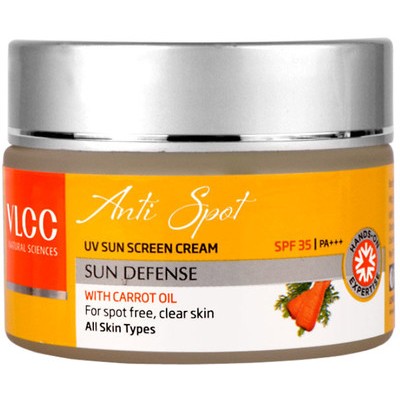 Anti Spot
VLCC
NATURAL SCIENCES
UV SUN SCREEN CREAM
SPF 35 | PA+++
SUN DEFENSE
WITH CARROT OIL
For spot free, clear skin
All Skin Types
HANDS-ON
EXPERTISE